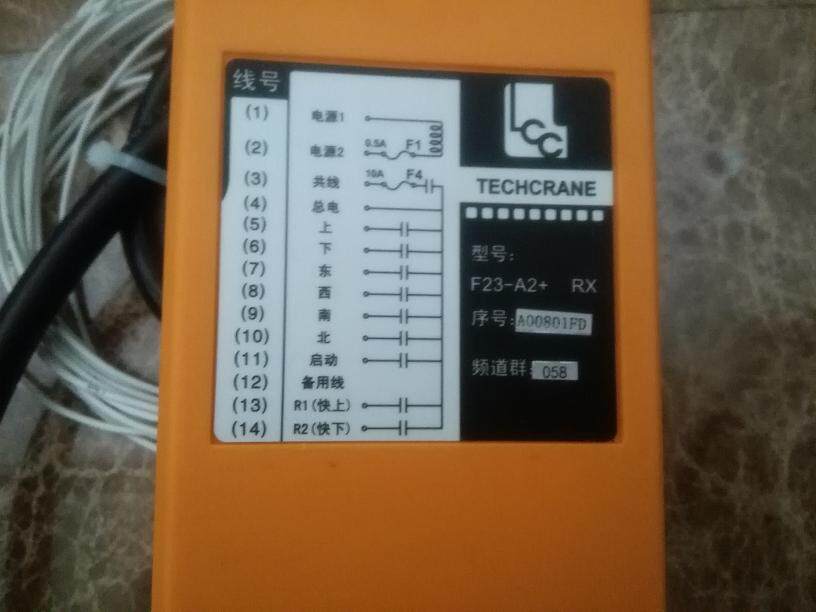 线号
(1) 电源1
(2) 电源2 0.5A F1
(3) 共线 10A F4
(4) 总电
(5) 上
(6) 下
(7) 东
(8) 西
(9) 南
(10) 北
(11) 启动
(12) 备用线
(13) R1(快上)
(14) R2(快下)
LCC
TECHCRANE
型号:
F23-A2+ RX
序号:A00801FD
频道群:058